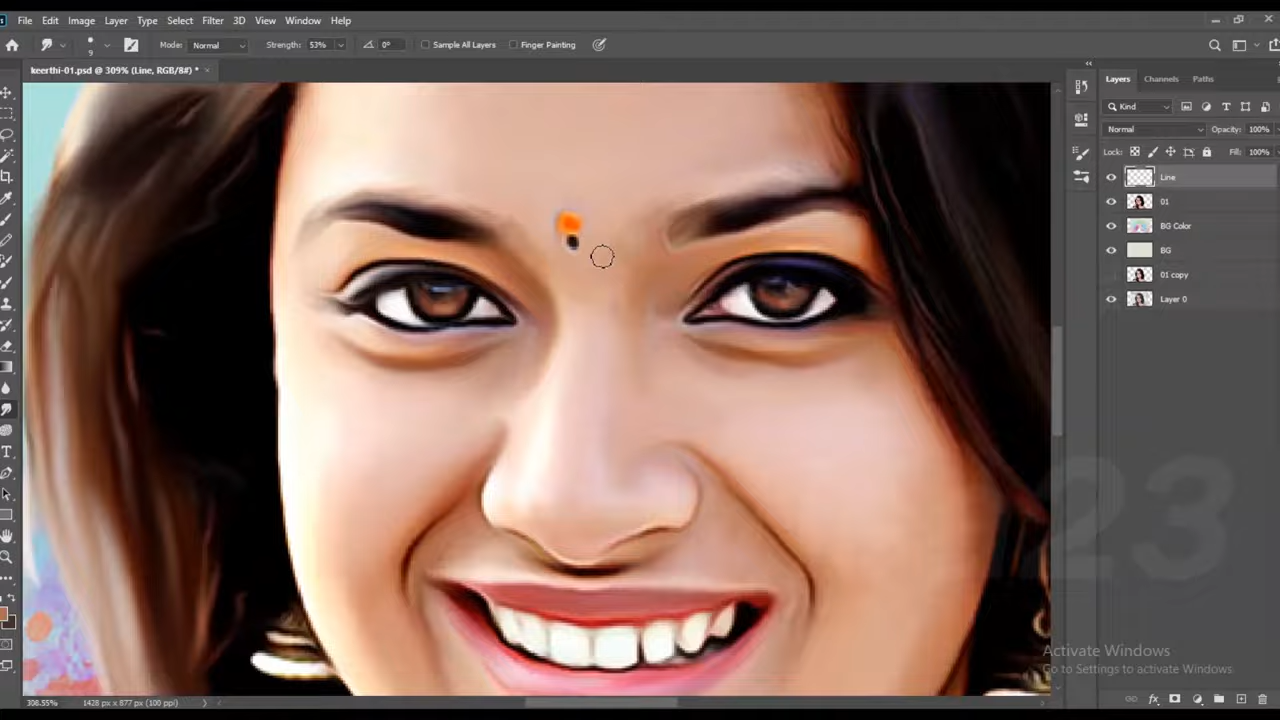 File Edit Image Layer Type Select Filter 3D View Window Help
9 Mode: Normal Strength: 53% 0° Sample All Layers Finger Painting
keerthi-01.psd @ 309% (Line, RGB/8#) * ×
Layers Channels Paths
Kind
Normal Opacity: 100%
Lock: Fill: 100%
Line
01
BG Color
BG
01 copy
Layer 0
23
Activate Windows
Go to Settings to activate Windows.
308.55% 1428 px x 877 px (100 ppi)